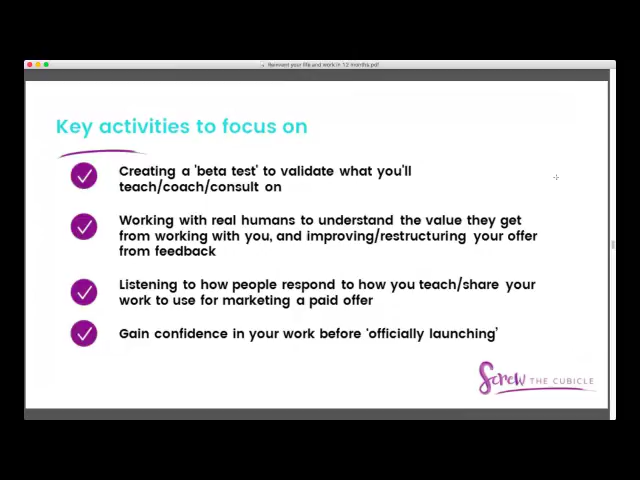 Reinvent your life and work in 12 months.pdf
Key activities to focus on
Creating a 'beta test' to validate what you'll
teach/coach/consult on
Working with real humans to understand the value they get
from working with you, and improving/restructuring your offer
from feedback
Listening to how people respond to how you teach/share your
work to use for marketing a paid offer
Gain confidence in your work before 'officially launching'
Screw THE CUBICLE